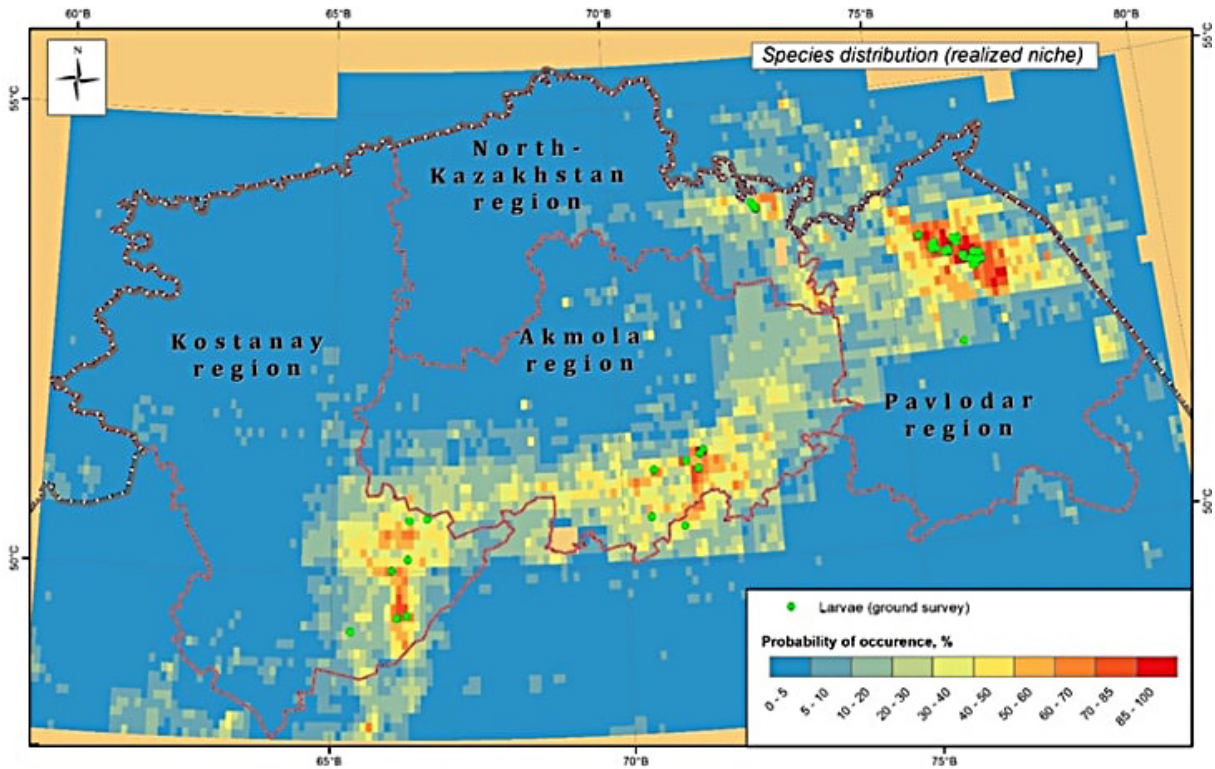 60°B
65°B
70°B
75°B
80°B
55°C
55°C
N
Species distribution (realized niche)
North-
Kazakhstan
region
Kostanay
region
Akmola
region
Pavlodar
region
50°C
50°C
Larvae (ground survey)
Probability of occurence, %
0 - 5
5 - 10
10 - 20
20 - 30
30 - 40
40 - 50
50 - 60
60 - 70
70 - 85
85 - 100
65°B
70°B
75°B